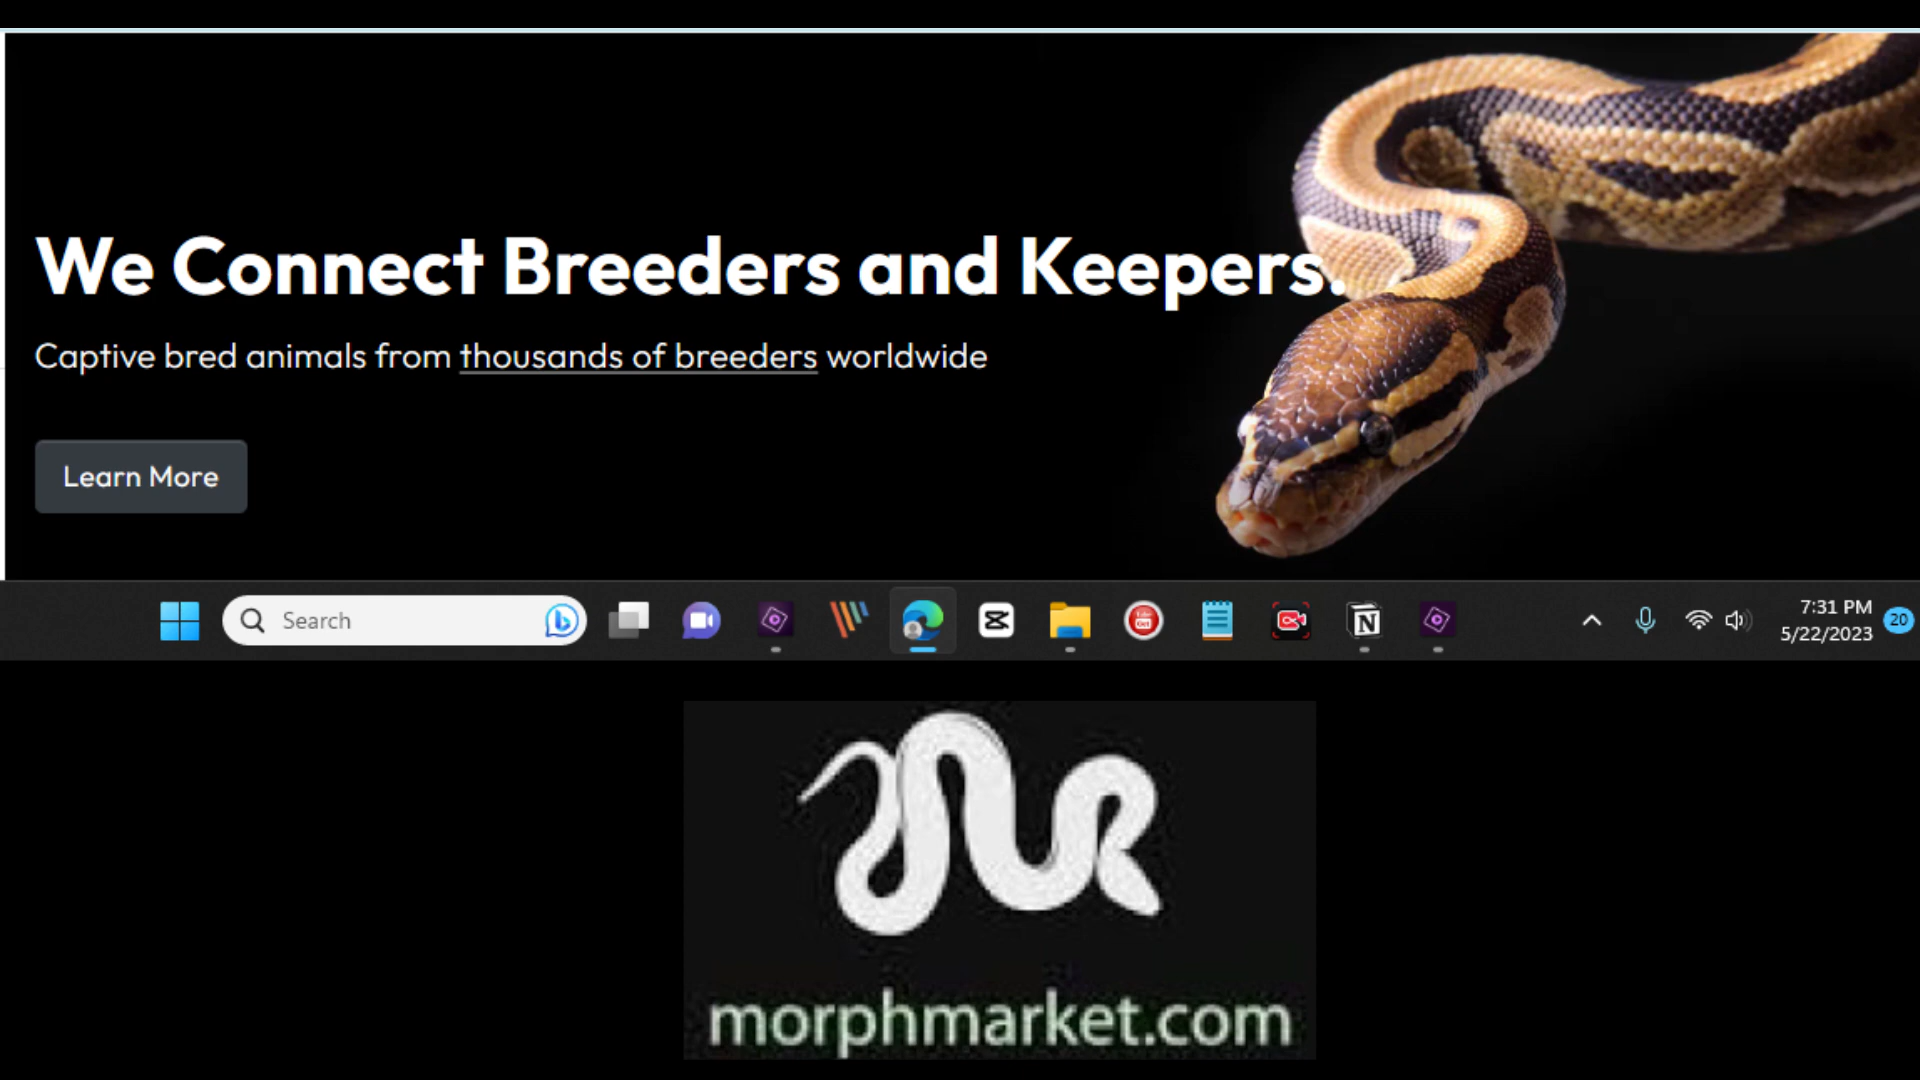 We Connect Breeders and Keepers.
Captive bred animals from thousands of breeders worldwide
Learn More
Search
7:31 PM
5/22/2023
20
morphmarket.com